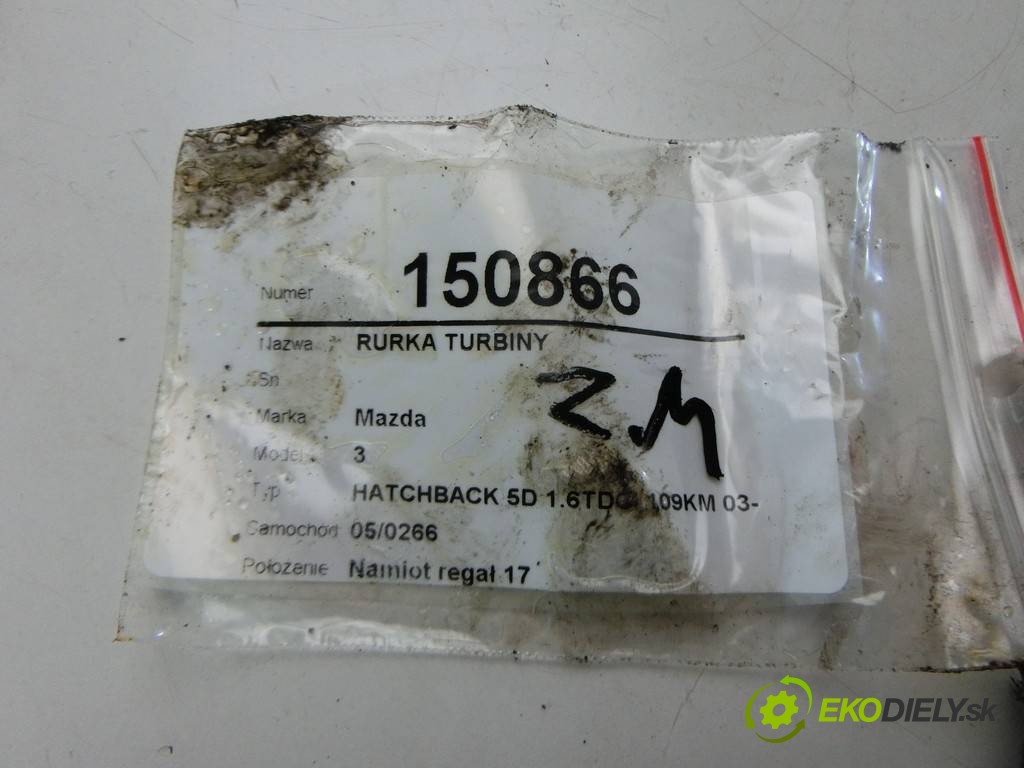 Numer 150866
Nazwa RURKA TURBINY
Sn
Marka Mazda
Model 3
Typ HATCHBACK 5D 1.6TDCI 109KM 03-
Samochód 05/0266
Położenie Namiot regał 17
ZM
EKODIELY.sk